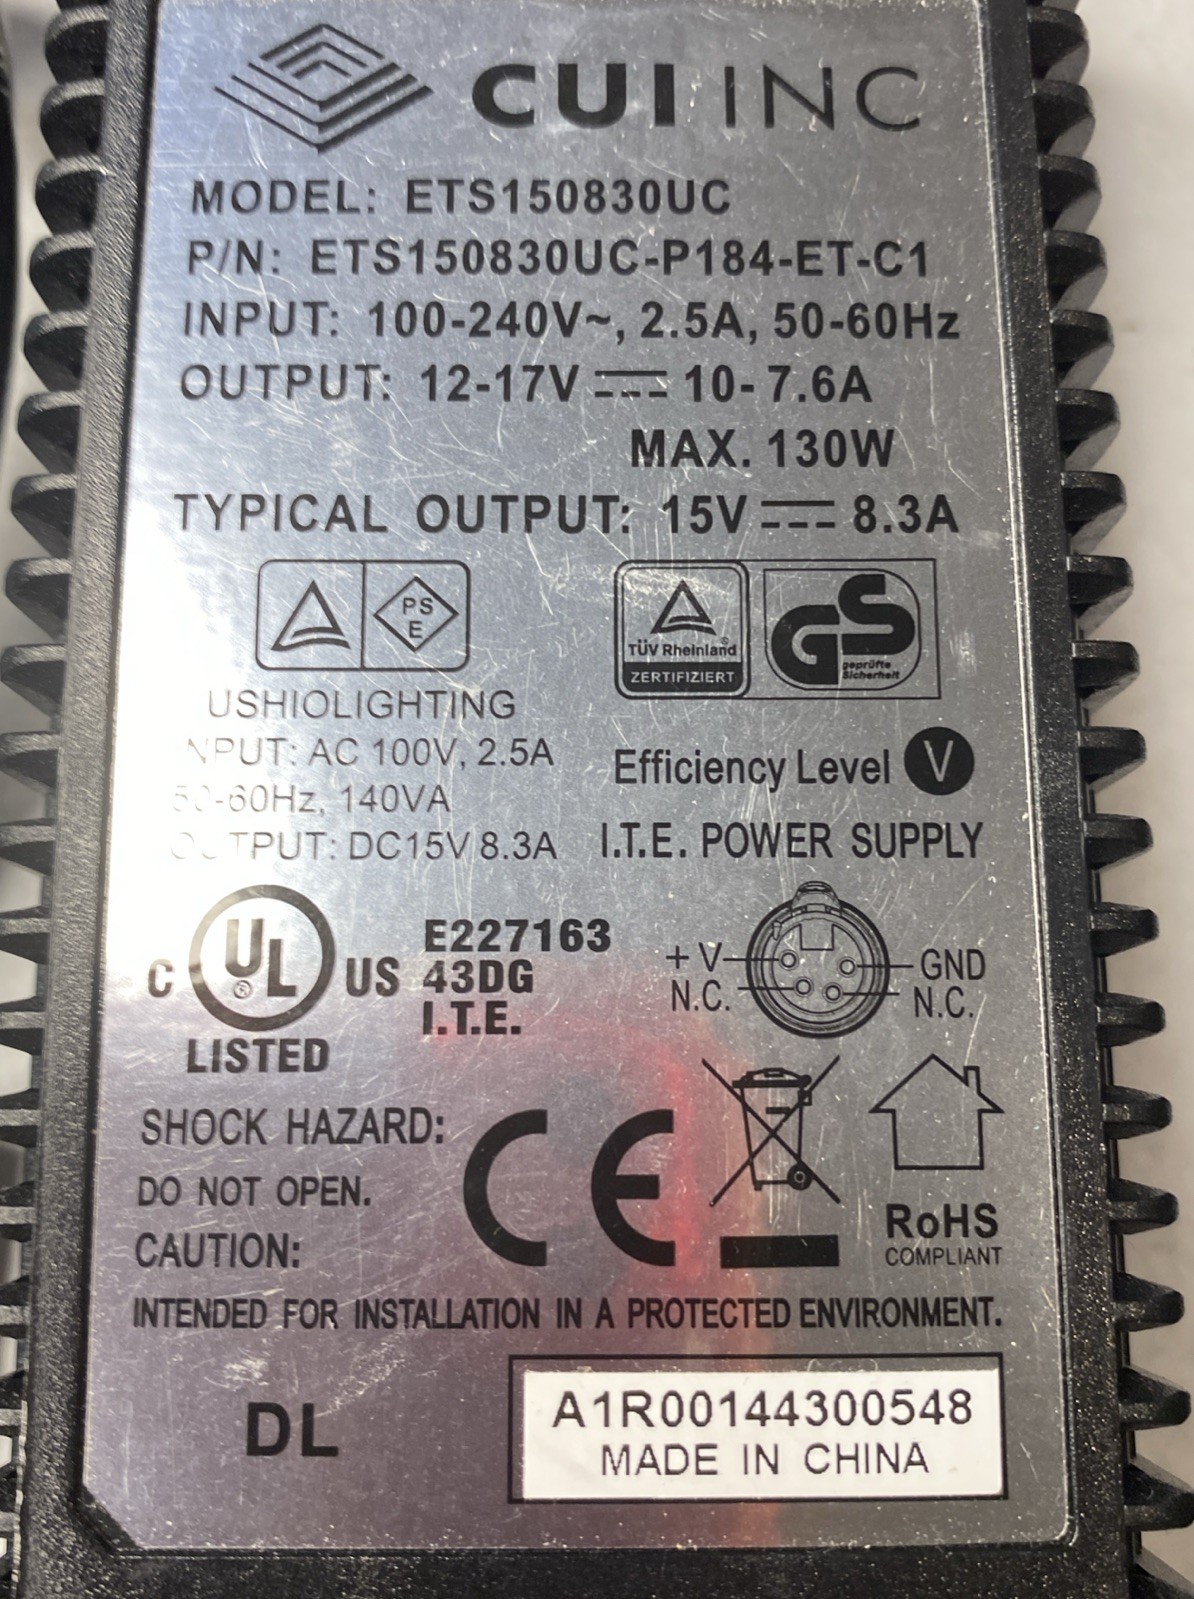 CUI INC
MODEL: ETS150830UC
P/N: ETS150830UC-P184-ET-C1
INPUT: 100-240V~, 2.5A, 50-60Hz
OUTPUT: 12-17V ⎓ 10-7.6A
MAX. 130W
TYPICAL OUTPUT: 15V ⎓ 8.3A
PS
E
TÜV Rheinland
ZERTIFIZIERT
GS
geprüfte
Sicherheit
USHIOLIGHTING
INPUT: AC 100V, 2.5A
50-60Hz, 140VA
OUTPUT: DC15V 8.3A
Efficiency Level V
I.T.E. POWER SUPPLY
C UL® US
LISTED
E227163
43DG
I.T.E.
+V
N.C.
GND
N.C.
SHOCK HAZARD:
DO NOT OPEN.
CAUTION:
CE
RoHS
COMPLIANT
INTENDED FOR INSTALLATION IN A PROTECTED ENVIRONMENT.
DL
A1R00144300548
MADE IN CHINA